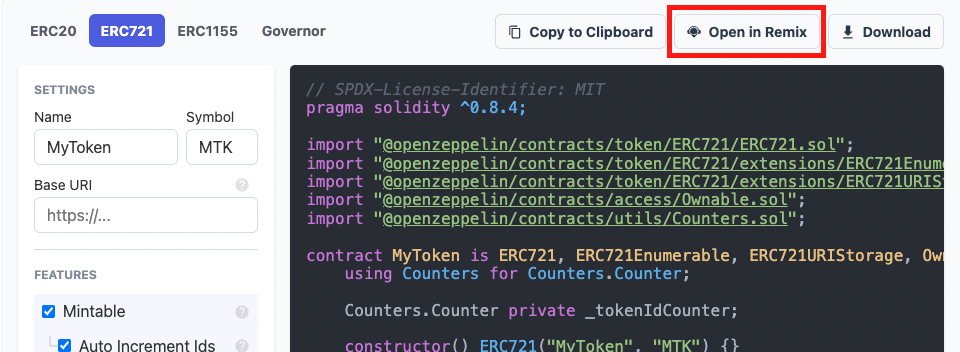 ERC20 ERC721 ERC1155 Governor Copy to Clipboard Open in Remix Download
SETTINGS
Name Symbol
MyToken MTK
Base URI ?
https://...
FEATURES
Mintable ?
Auto Increment Ids ?
// SPDX-License-Identifier: MIT
pragma solidity ^0.8.4;
import "@openzeppelin/contracts/token/ERC721/ERC721.sol";
import "@openzeppelin/contracts/token/ERC721/extensions/ERC721Enume
import "@openzeppelin/contracts/token/ERC721/extensions/ERC721URISt
import "@openzeppelin/contracts/access/Ownable.sol";
import "@openzeppelin/contracts/utils/Counters.sol";
contract MyToken is ERC721, ERC721Enumerable, ERC721URIStorage, Own
using Counters for Counters.Counter;
Counters.Counter private _tokenIdCounter;
constructor() ERC721("MyToken", "MTK") {}